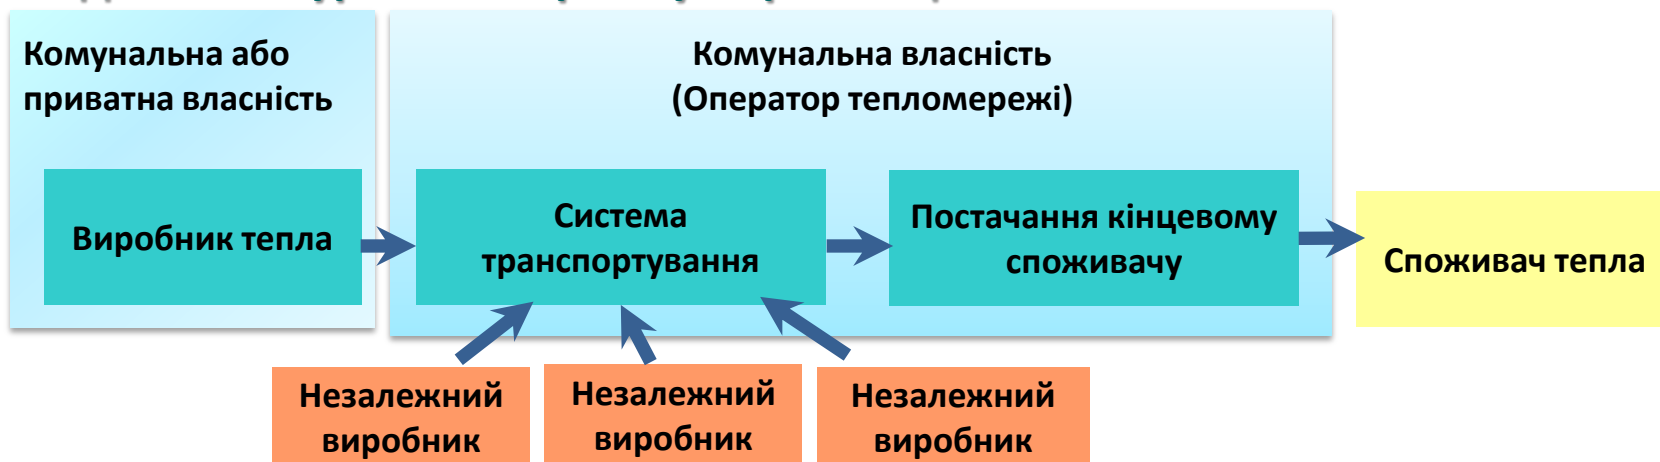 Комунальна або
приватна власність
Комунальна власність
(Оператор тепломережі)
Виробник тепла
Система
транспортування
Постачання кінцевому
споживачу
Споживач тепла
Незалежний
виробник
Незалежний
виробник
Незалежний
виробник